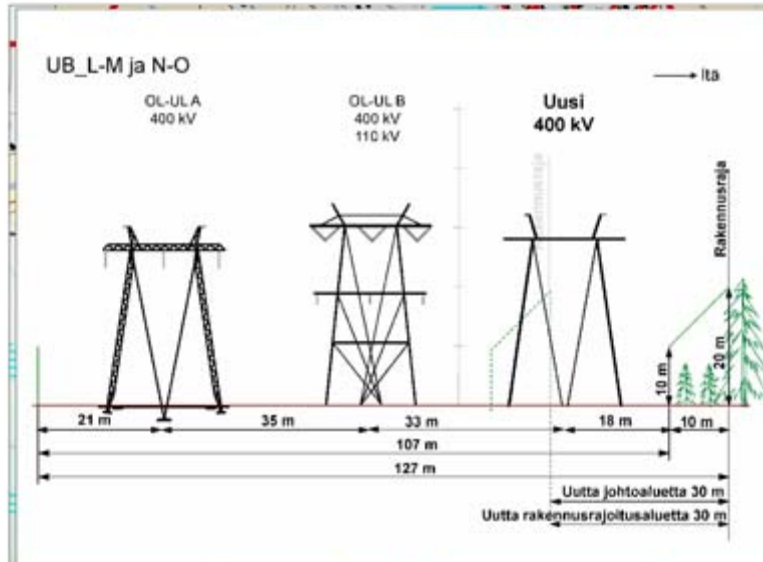 UB_L-M ja N-O
Ita
OL-UL A
400 kV
OL-UL B
400 kV
110 kV
Uusi
400 kV
Rakennusraja
20 m
10 m
21 m
35 m
33 m
18 m
10 m
107 m
127 m
Uutta johtoaluetta 30 m
Uutta rakennusrajoitusaluetta 30 m